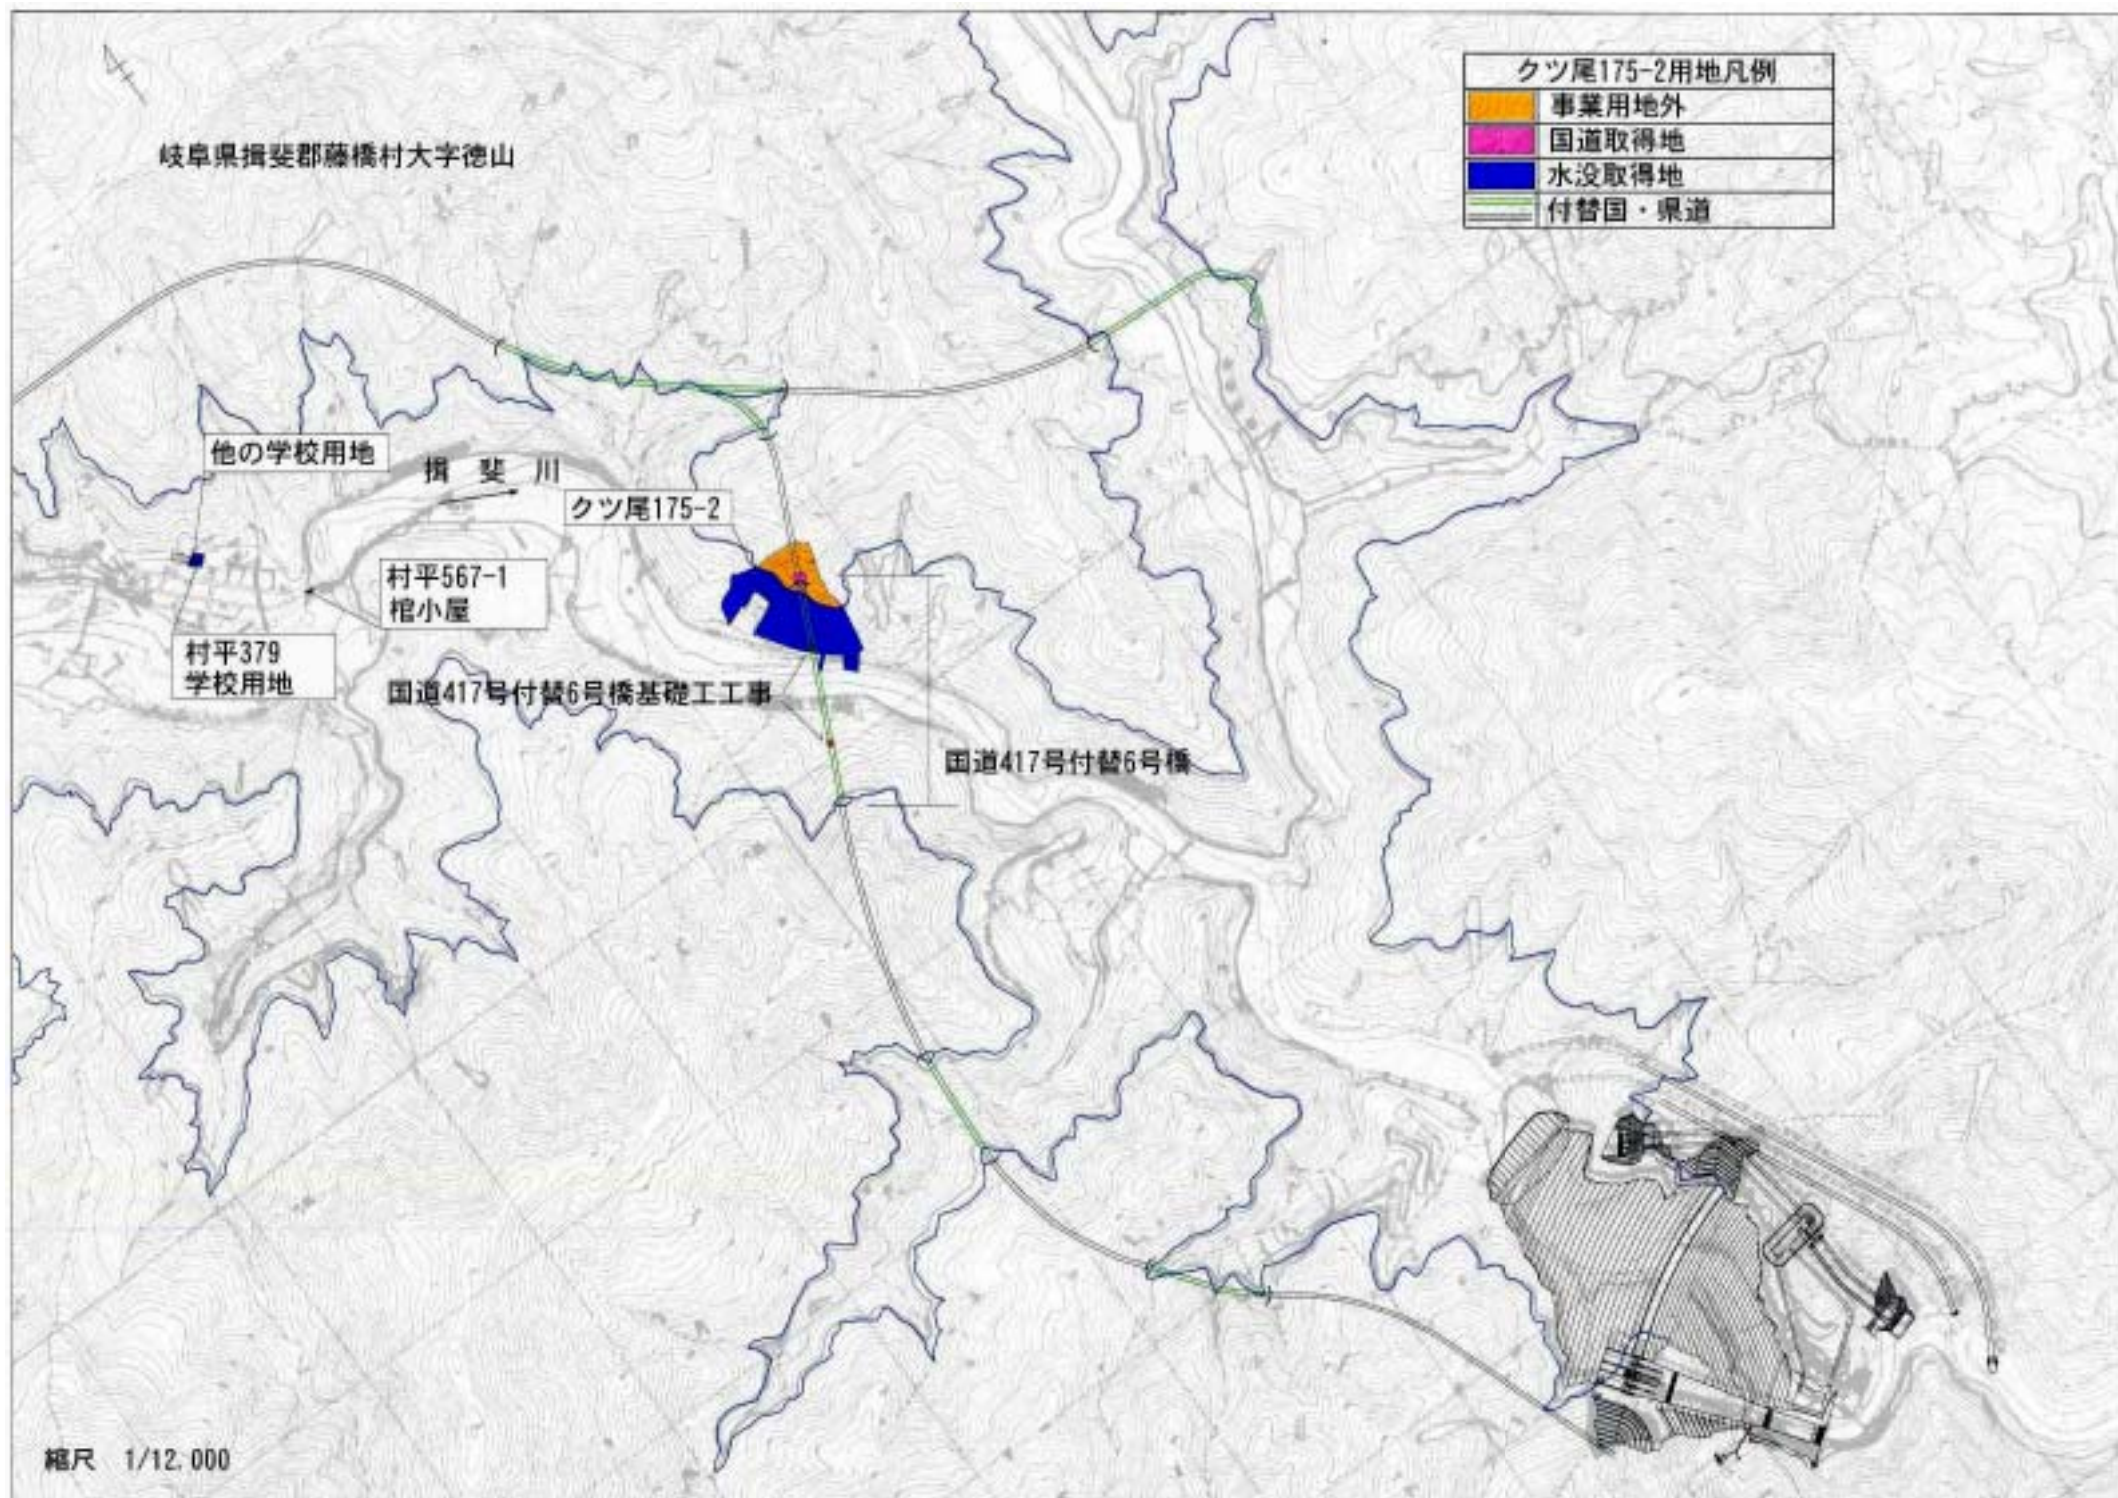 クツ尾175-2用地凡例
事業用地外
国道取得地
水没取得地
付替国・県道
岐阜県揖斐郡藤橋村大字徳山
他の学校用地
揖斐川
クツ尾175-2
村平567-1
棺小屋
村平379
学校用地
国道417号付替6号橋基礎工工事
国道417号付替6号橋
縮尺 1/12,000